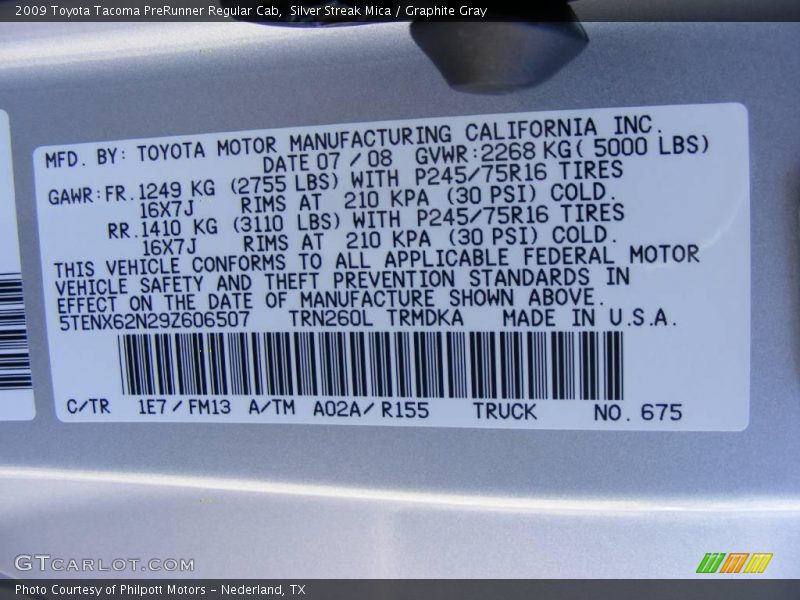 2009 Toyota Tacoma PreRunner Regular Cab, Silver Streak Mica / Graphite Gray
MFD. BY: TOYOTA MOTOR MANUFACTURING CALIFORNIA INC.
DATE 07/08 GVWR:2268 KG( 5000 LBS)
GAWR:FR.1249 KG (2755 LBS) WITH P245/75R16 TIRES
16X7J RIMS AT 210 KPA (30 PSI) COLD.
RR.1410 KG (3110 LBS) WITH P245/75R16 TIRES
16X7J RIMS AT 210 KPA (30 PSI) COLD.
THIS VEHICLE CONFORMS TO ALL APPLICABLE FEDERAL MOTOR
VEHICLE SAFETY AND THEFT PREVENTION STANDARDS IN
EFFECT ON THE DATE OF MANUFACTURE SHOWN ABOVE.
5TENX62N29Z606507 TRN260L TRMDKA MADE IN U.S.A.
C/TR 1E7/FM13 A/TM A02A/R155 TRUCK NO. 675
GTCARLOT.COM
Photo Courtesy of Philpott Motors - Nederland, TX